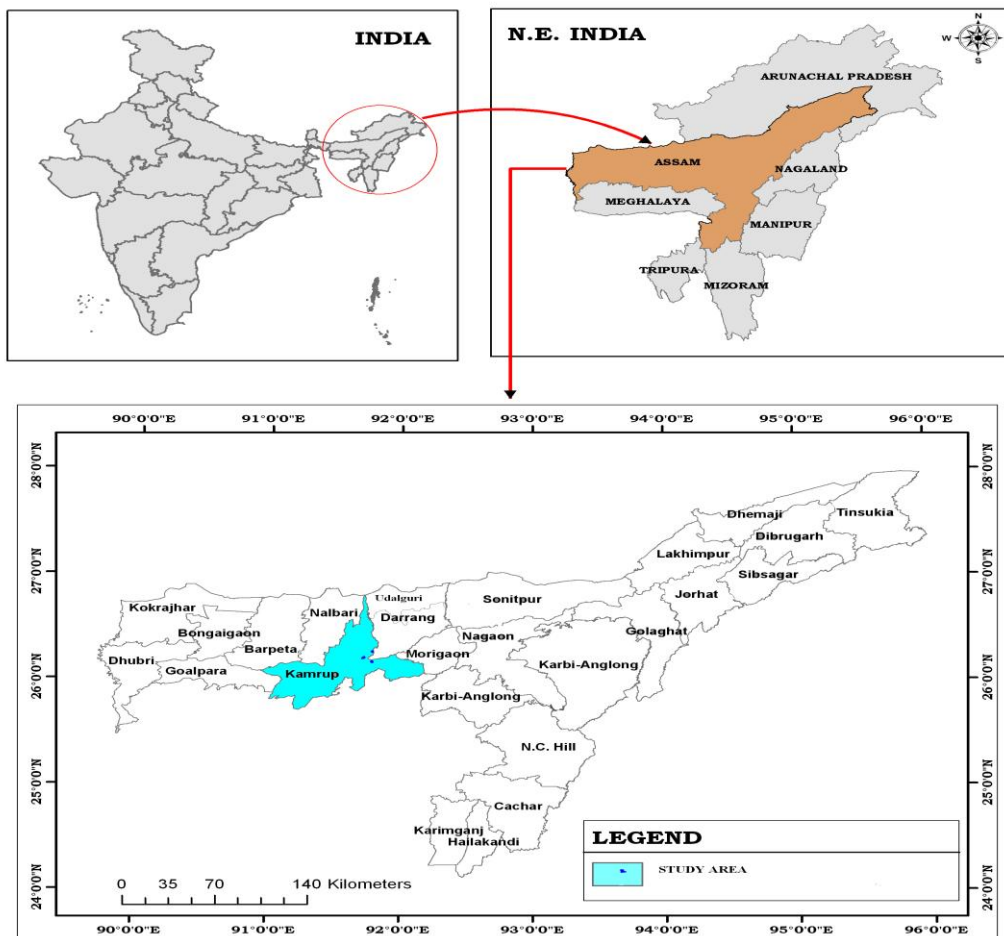 INDIA
N.E. INDIA
N
W
E
S
ARUNACHAL PRADESH
ASSAM
NAGALAND
MEGHALAYA
MANIPUR
TRIPURA
MIZORAM
90°0'0"E 91°0'0"E 92°0'0"E 93°0'0"E 94°0'0"E 95°0'0"E 96°0'0"E
28°0'0"N
27°0'0"N
26°0'0"N
25°0'0"N
24°0'0"N
28°0'0"N
27°0'0"N
26°0'0"N
25°0'0"N
24°0'0"N
Dhemaji
Tinsukia
Dibrugarh
Lakhimpur
Sibsagar
Jorhat
Kokrajhar
Nalbari
Udalguri
Sonitpur
Darrang
Bongaigaon
Nagaon
Golaghat
Barpeta
Morigaon
Dhubri
Goalpara
Kamrup
Karbi-Anglong
Karbi-Anglong
N.C. Hill
Cachar
Karimganj
Hailakandi
LEGEND
STUDY AREA
0 35 70 140 Kilometers
90°0'0"E 91°0'0"E 92°0'0"E 93°0'0"E 94°0'0"E 95°0'0"E 96°0'0"E